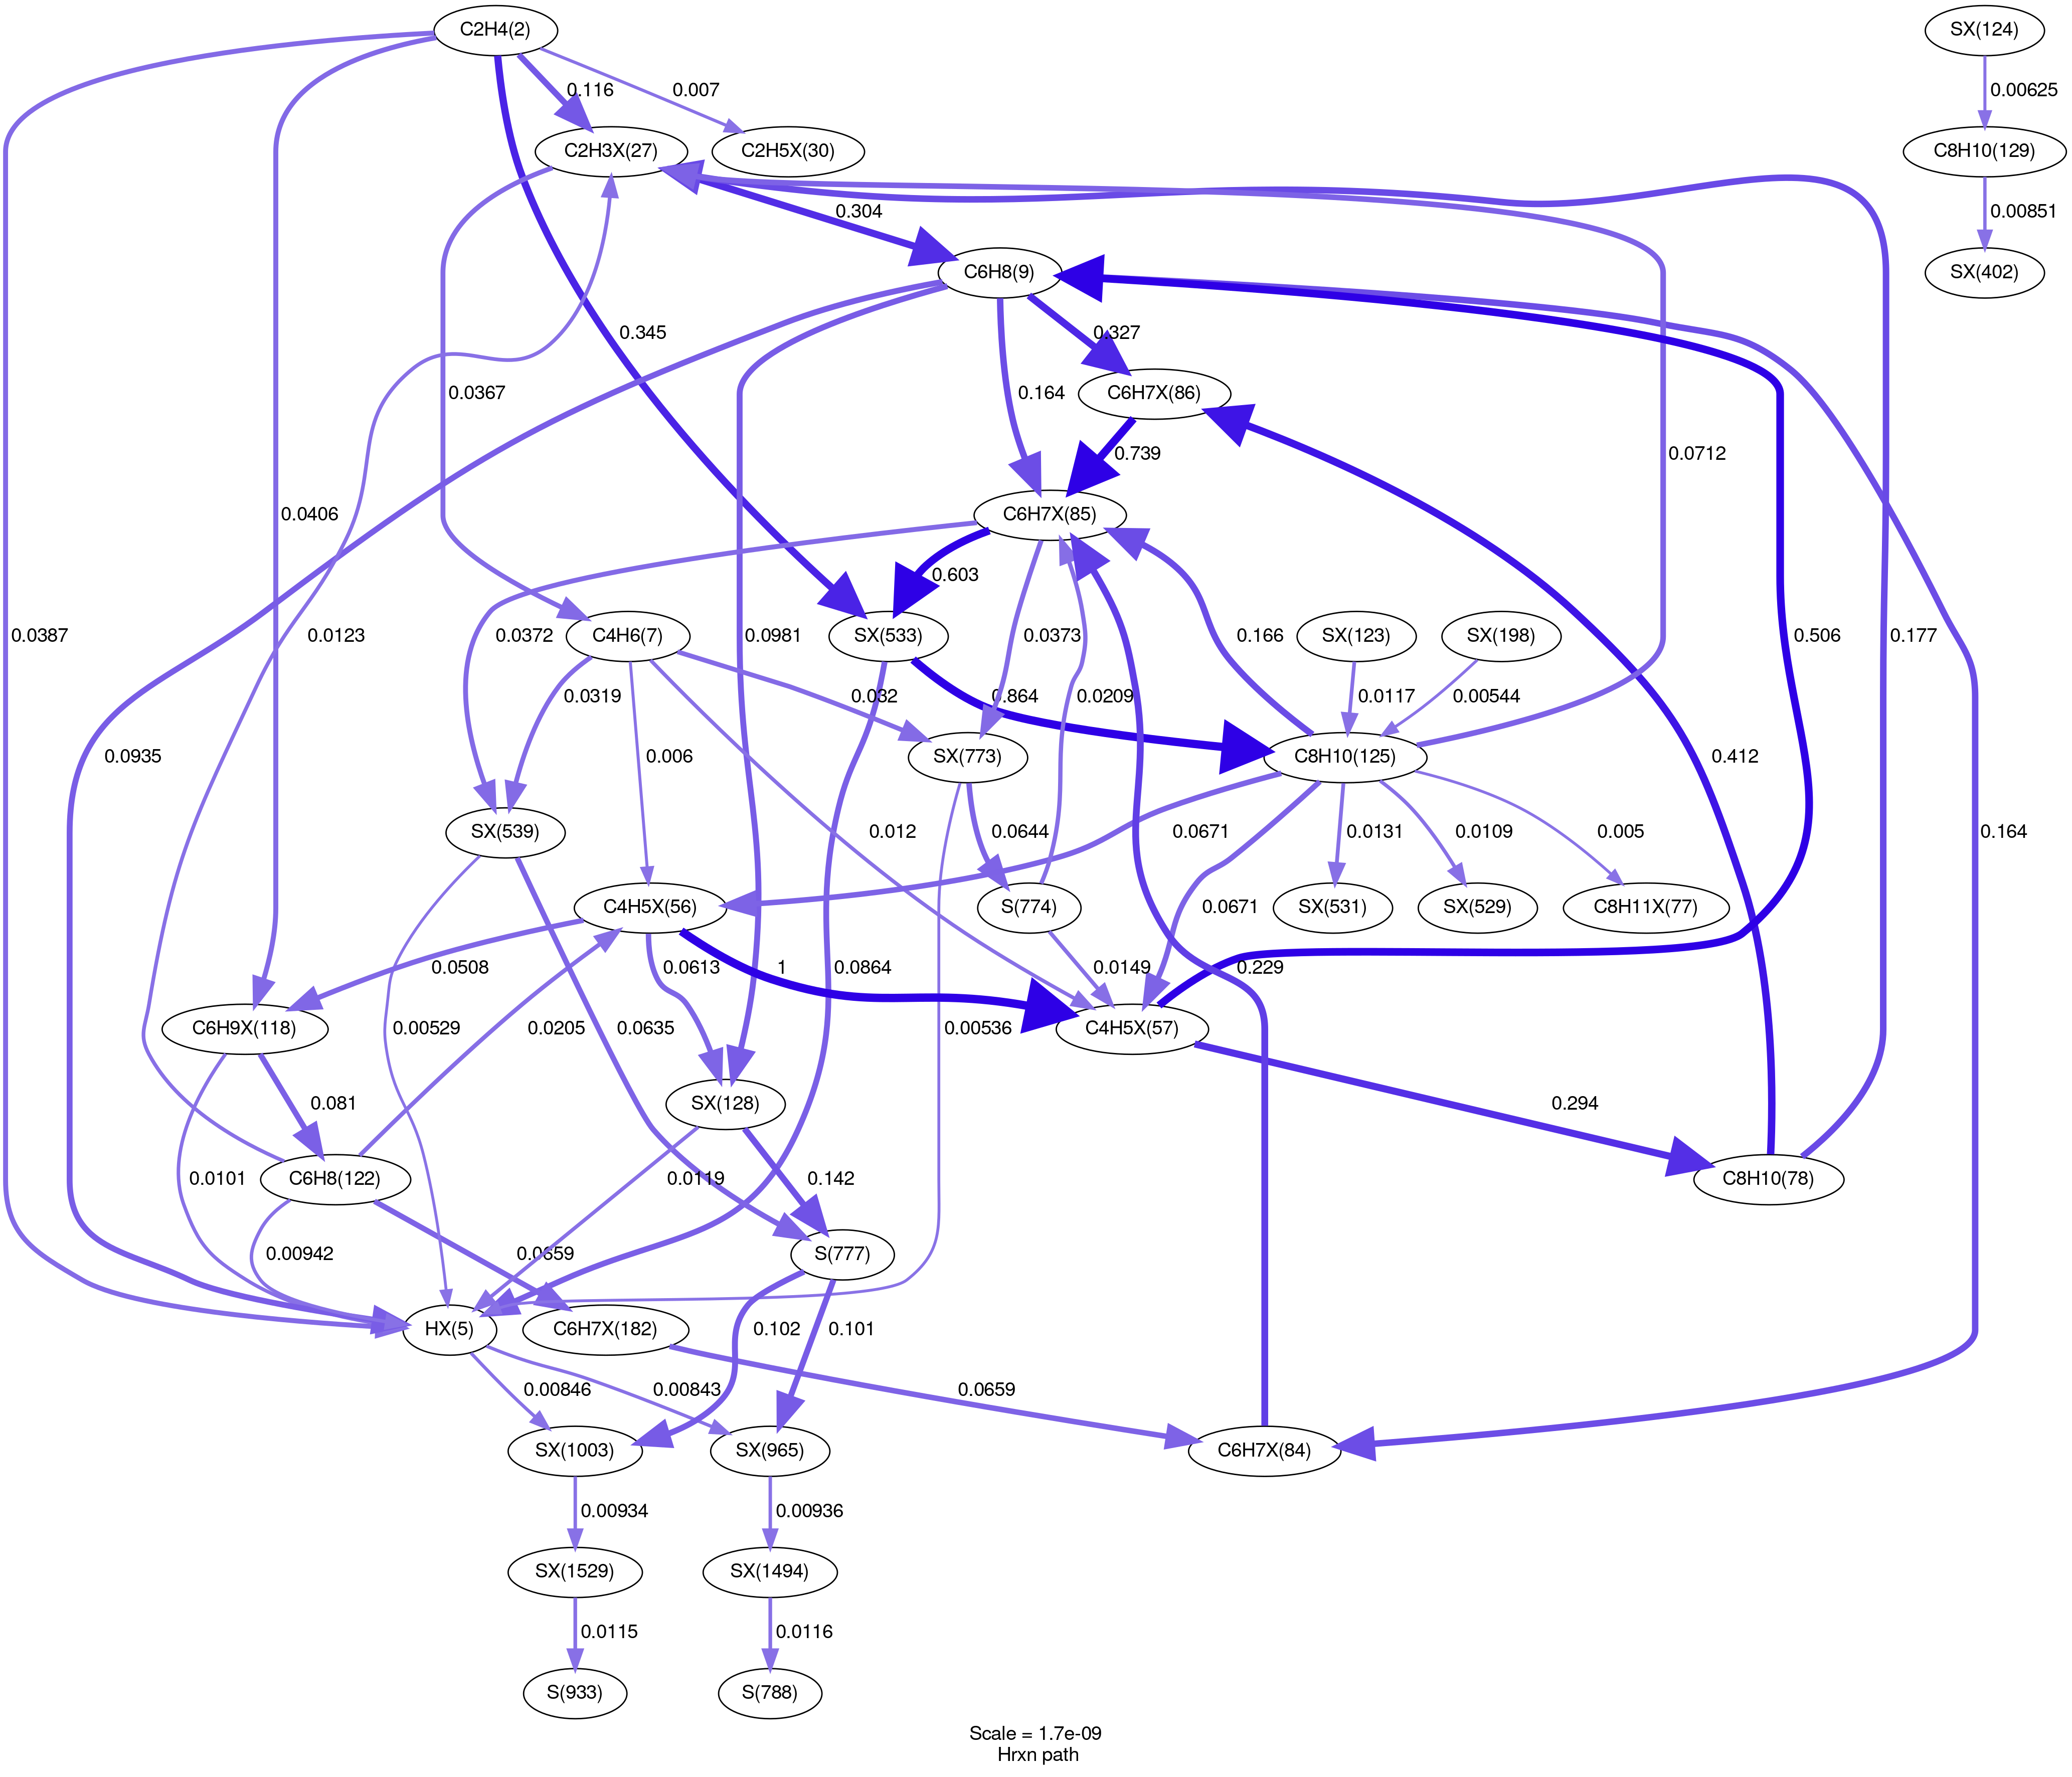 C2H4(2)
SX(124)
0.116
0.007
0.00625
C2H3X(27)
C2H5X(30)
C8H10(129)
0.304
0.00851
C6H8(9)
SX(402)
0.345
0.327
0.0367
0.164
C6H7X(86)
0.739
0.0712
0.0406
C6H7X(85)
0.603
0.0387
0.0123
0.0372
C4H6(7)
0.0981
SX(533)
0.0373
0.166
SX(123)
SX(198)
0.506
0.177
0.0319
0.032
0.864
0.0209
0.0117
0.00544
0.0935
0.006
SX(773)
C8H10(125)
0.412
SX(539)
0.012
0.0644
0.0671
0.0131
0.0109
0.005
0.164
C4H5X(56)
S(774)
SX(531)
SX(529)
C8H11X(77)
0.0508
0.0613
1
0.0864
0.0149
0.0671
0.229
C6H9X(118)
0.0205
0.00529
0.0635
0.00536
C4H5X(57)
0.081
SX(128)
0.294
0.0101
C6H8(122)
0.0119
0.142
C8H10(78)
0.00942
0.0659
S(777)
HX(5)
C6H7X(182)
0.102
0.101
0.00846
0.00843
0.0659
SX(1003)
SX(965)
C6H7X(84)
0.00934
0.00936
SX(1529)
SX(1494)
0.0115
0.0116
S(933)
S(788)
Scale = 1.7e-09
Hrxn path